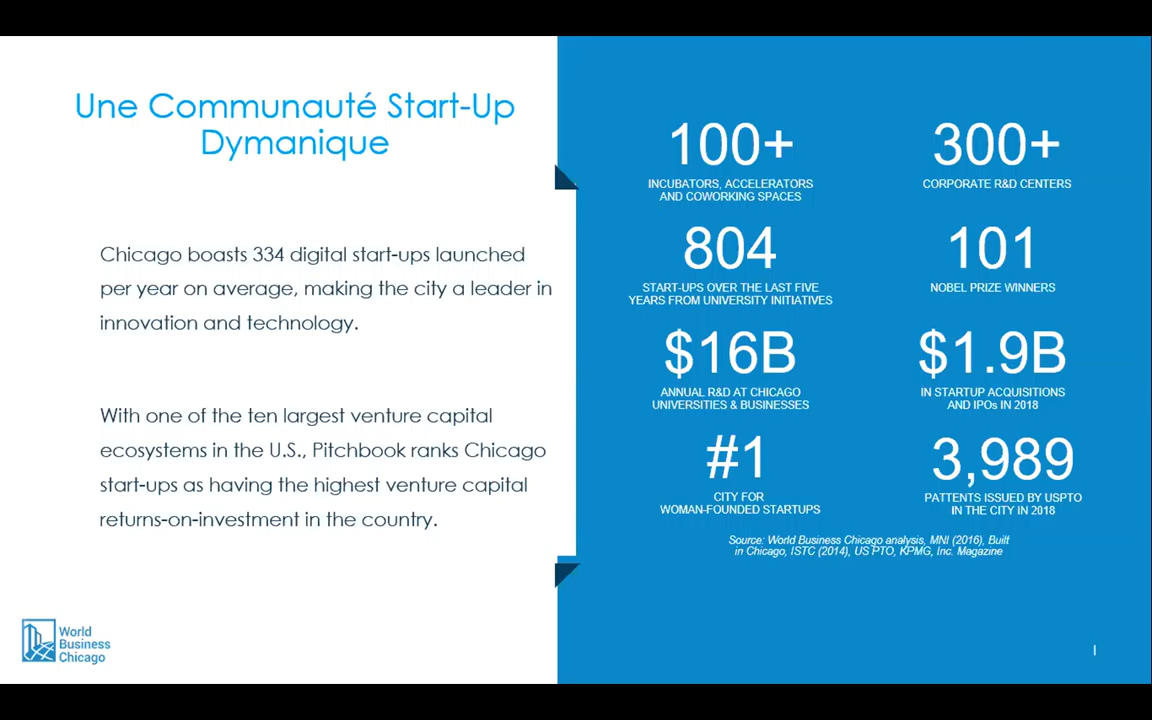 Une Communauté Start-Up
Dymanique
Chicago boasts 334 digital start-ups launched
per year on average, making the city a leader in
innovation and technology.
With one of the ten largest venture capital
ecosystems in the U.S., Pitchbook ranks Chicago
start-ups as having the highest venture capital
returns-on-investment in the country.
World
Business
Chicago
100+
INCUBATORS, ACCELERATORS
AND COWORKING SPACES
300+
CORPORATE R&D CENTERS
804
START-UPS OVER THE LAST FIVE
YEARS FROM UNIVERSITY INITIATIVES
101
NOBEL PRIZE WINNERS
$16B
ANNUAL R&D AT CHICAGO
UNIVERSITIES & BUSINESSES
$1.9B
IN STARTUP ACQUISITIONS
AND IPOs IN 2018
#1
CITY FOR
WOMAN-FOUNDED STARTUPS
3,989
PATTENTS ISSUED BY USPTO
IN THE CITY IN 2018
Source: World Business Chicago analysis, MNI (2016), Built
in Chicago, ISTC (2014), US PTO, KPMG, Inc. Magazine
1